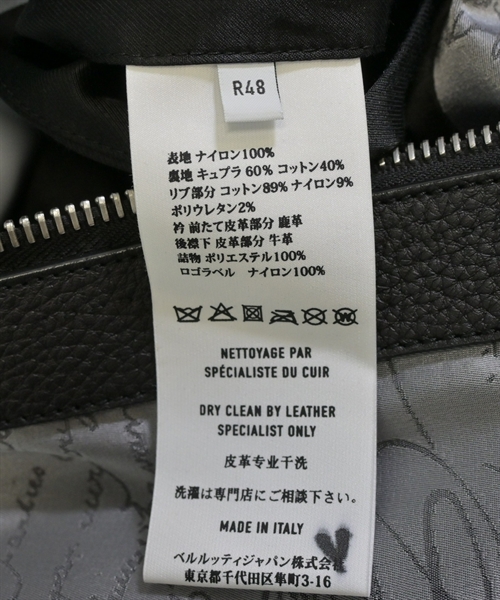 R48
表地 ナイロン100%
裏地 キュプラ 60% コットン40%
リブ部分 コットン89% ナイロン9%
ポリウレタン2%
衿 前たて皮革部分 鹿革
後襟下 皮革部分 牛革
詰物 ポリエステル100%
ロゴラベル ナイロン100%
NETTOYAGE PAR
SPÉCIALISTE DU CUIR
DRY CLEAN BY LEATHER
SPECIALIST ONLY
皮革专业干洗
洗濯は専門店にご相談下さい。
MADE IN ITALY
ベルルッティジャパン株式会社
東京都千代田区隼町3-16